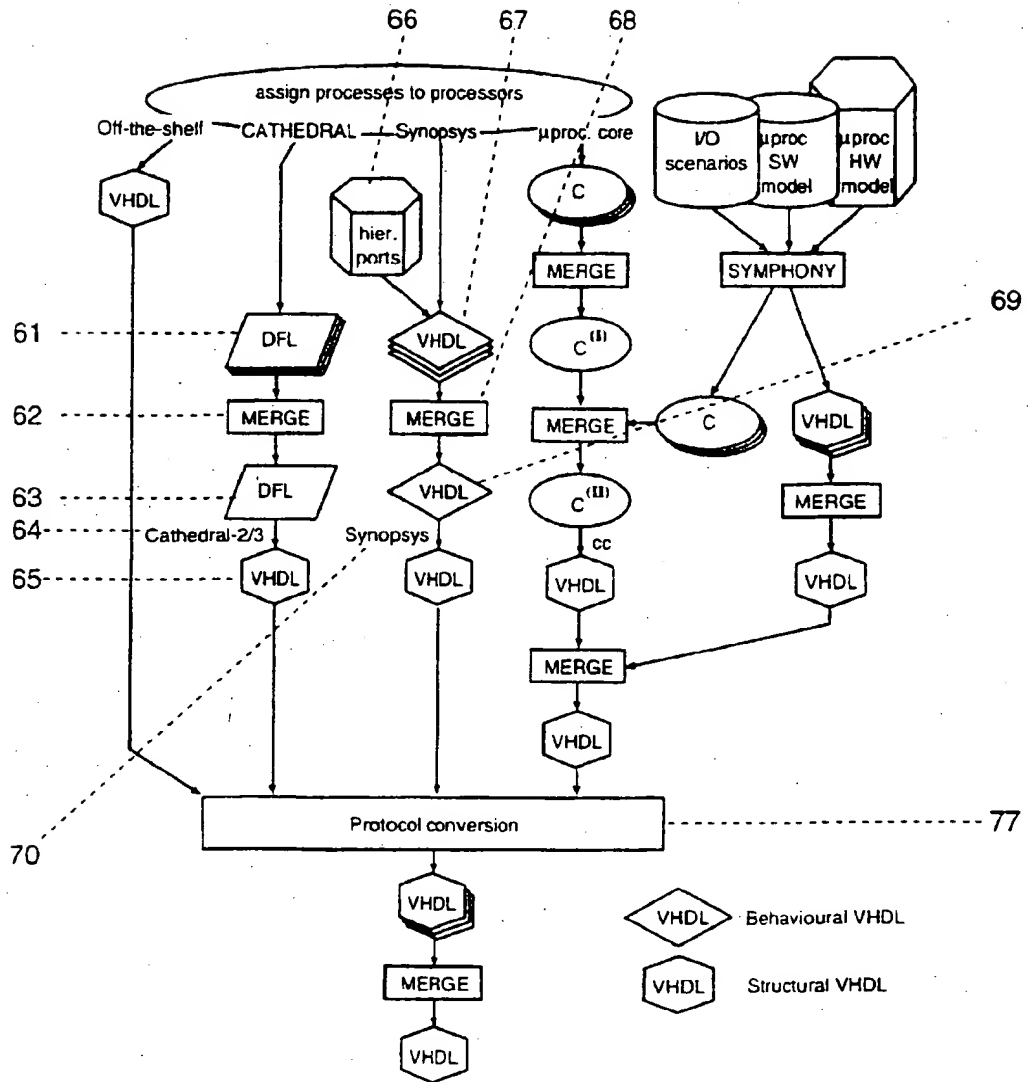 66
67
68
assign processes to processors
Off-the-shelf
CATHEDRAL
Synopsys
µproc. core
I/O
scenarios
µproc
SW
model
µproc
HW
model
VHDL
C
hier.
ports
MERGE
SYMPHONY
69
61
DFL
VHDL
C(I)
62
MERGE
MERGE
MERGE
C
VHDL
63
DFL
VHDL
C(II)
MERGE
64
Cathedral-2/3
Synopsys
cc
65
VHDL
VHDL
VHDL
VHDL
MERGE
VHDL
Protocol conversion
77
70
VHDL
VHDL
Behavioural VHDL
MERGE
VHDL
Structural VHDL
VHDL